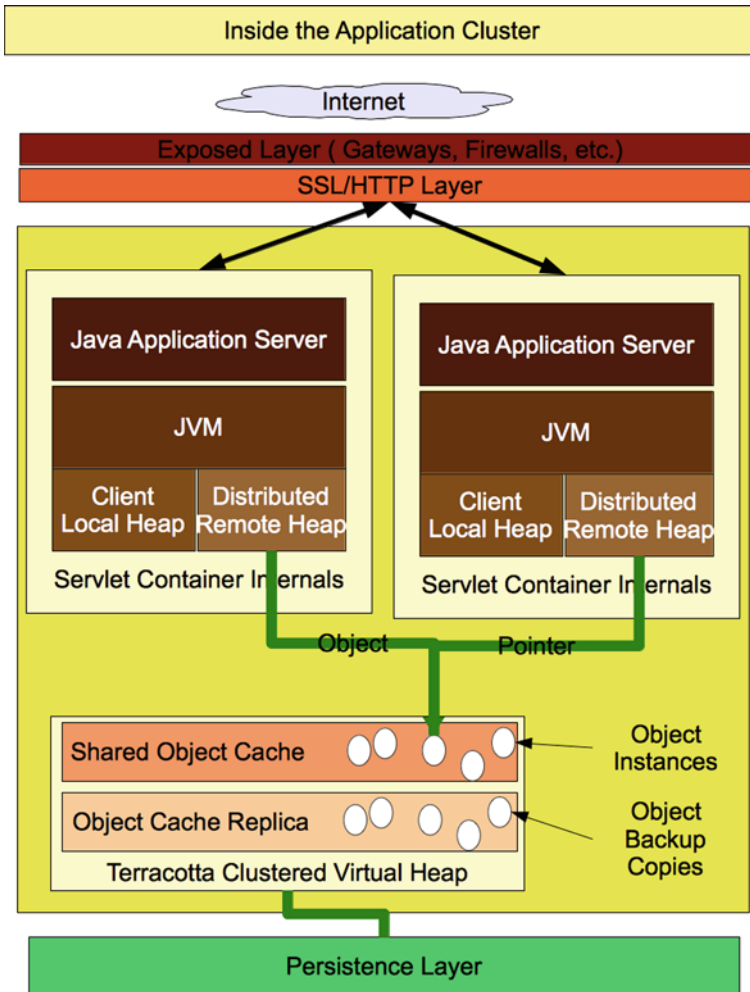 Inside the Application Cluster
Internet
Exposed Layer ( Gateways, Firewalls, etc.)
SSL/HTTP Layer
Java Application Server
JVM
Client
Local Heap
Distributed
Remote Heap
Servlet Container Internals
Java Application Server
JVM
Client
Local Heap
Distributed
Remote Heap
Servlet Container Internals
Object
Pointer
Shared Object Cache
Object Cache Replica
Terracotta Clustered Virtual Heap
Object
Instances
Object
Backup
Copies
Persistence Layer